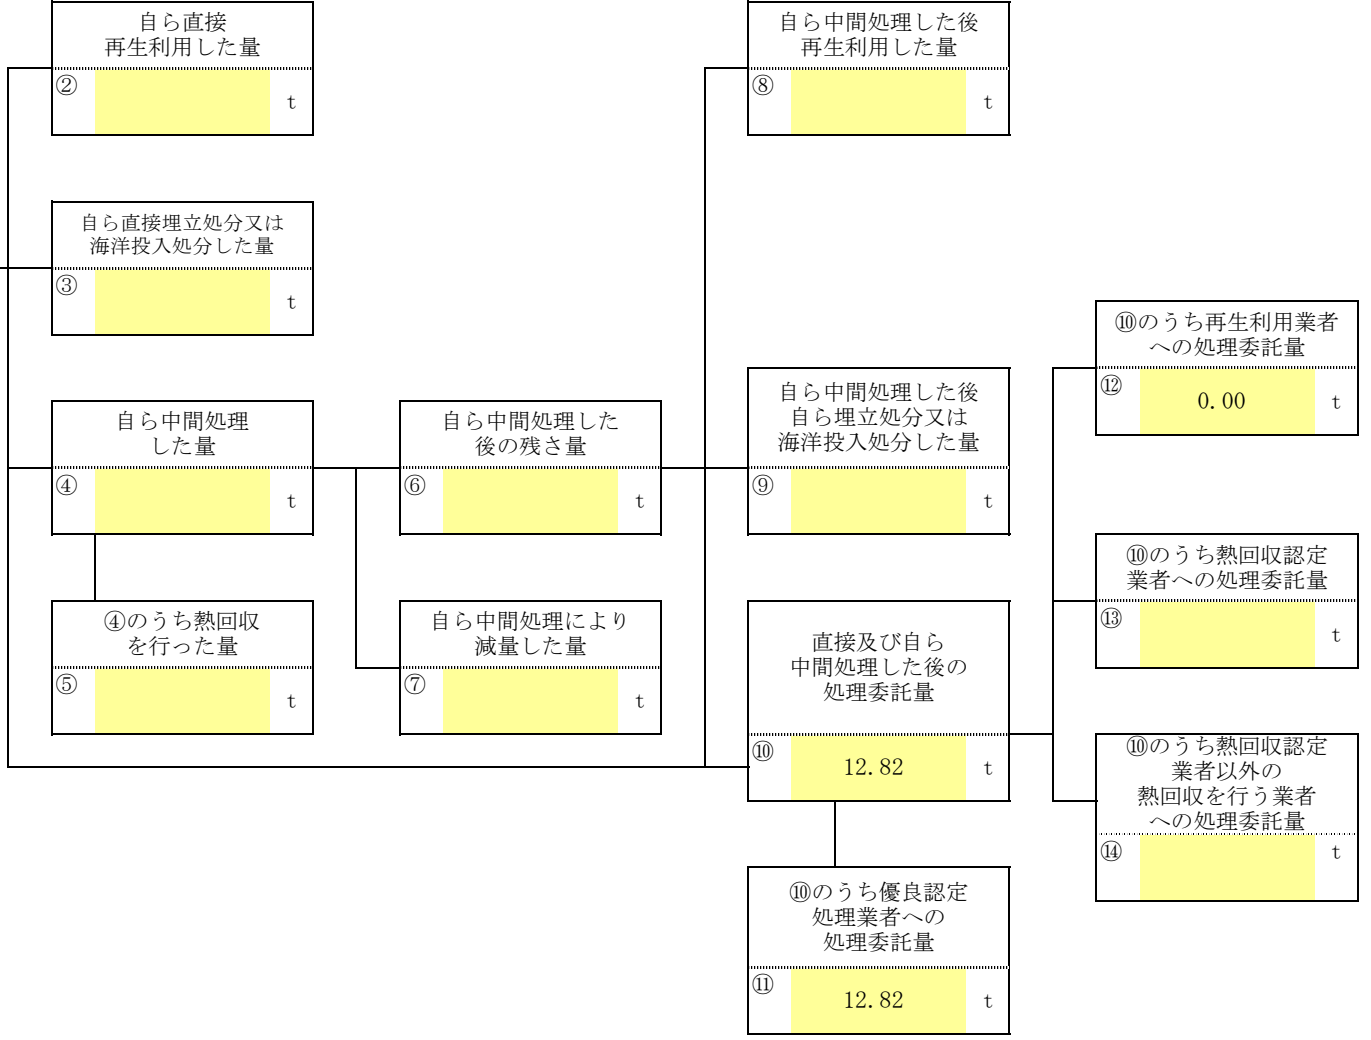 自ら直接
再生利用した量
②
t
自ら中間処理した後
再生利用した量
⑧
t
自ら直接埋立処分又は
海洋投入処分した量
③
t
⑩のうち再生利用業者
への処理委託量
⑫
0.00
t
自ら中間処理
した量
④
t
自ら中間処理した
後の残さ量
⑥
t
自ら中間処理した後
自ら埋立処分又は
海洋投入処分した量
⑨
t
⑩のうち熱回収認定
業者への処理委託量
⑬
t
④のうち熱回収
を行った量
⑤
t
自ら中間処理により
減量した量
⑦
t
直接及び自ら
中間処理した後の
処理委託量
⑩
12.82
t
⑩のうち熱回収認定
業者以外の
熱回収を行う業者
への処理委託量
⑭
t
⑩のうち優良認定
処理業者への
処理委託量
⑪
12.82
t